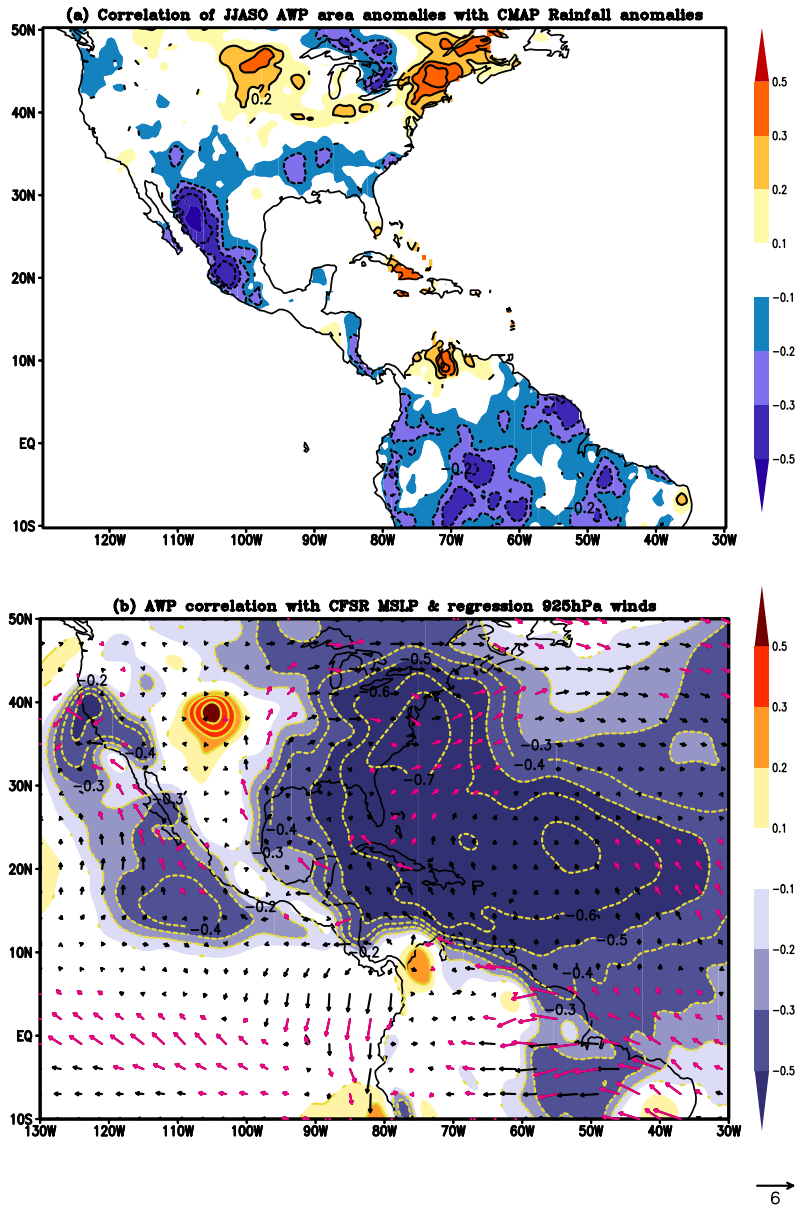 (a) Correlation of JJASO AWP area anomalies with CMAP Rainfall anomalies
50N
40N
30N
20N
10N
EQ
10S
120W 110W 100W 90W 80W 70W 60W 50W 40W 30W
0.2
-0.2
-0.2
0.5
0.3
0.2
0.1
-0.1
-0.2
-0.3
-0.5
(b) AWP correlation with CFSR MSLP & regression 925hPa winds
50N
40N
30N
20N
10N
EQ
10S
130W 120W 110W 100W 90W 80W 70W 60W 50W 40W 30W
-0.5
-0.2
-0.6
-0.4
-0.3
-0.4
-0.7
-0.3
-0.3
-0.4
-0.3
-0.2
-0.6
-0.4
-0.5
-0.2
-0.4
-0.3
0.5
0.3
0.2
0.1
-0.1
-0.2
-0.3
-0.5
6